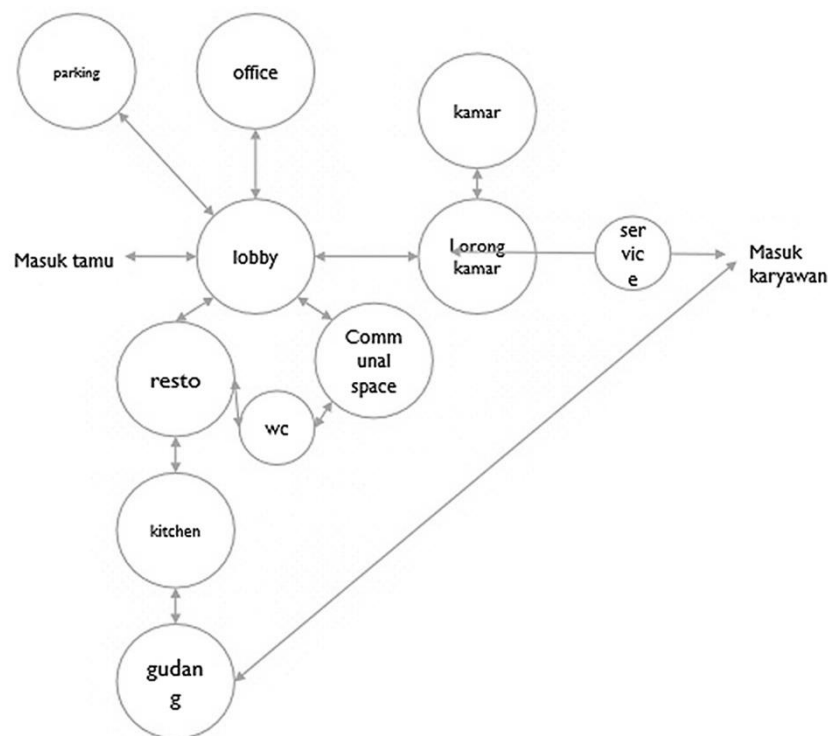 parking
office
kamar
Masuk tamu
lobby
Lorong
kamar
ser
vic
e
Masuk
karyawan
resto
Comm
unal
space
wc
kitchen
gudan
g